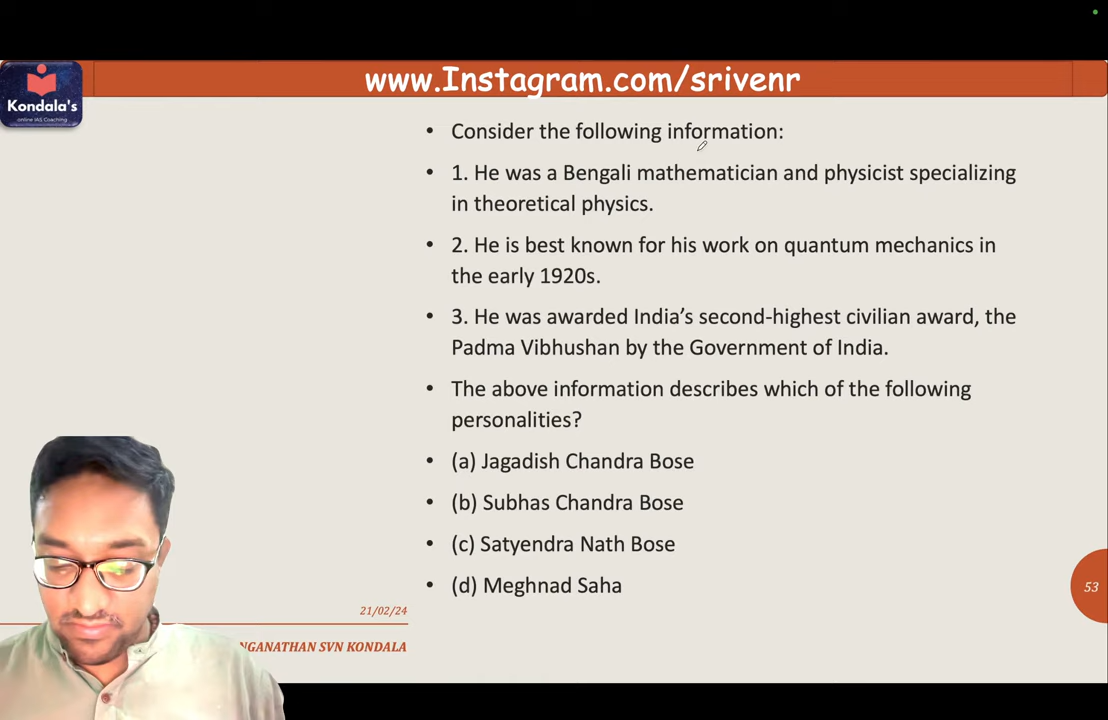 www.Instagram.com/srivenr
Kondala's
online IAS Coaching
• Consider the following information:
• 1. He was a Bengali mathematician and physicist specializing
in theoretical physics.
• 2. He is best known for his work on quantum mechanics in
the early 1920s.
• 3. He was awarded India’s second-highest civilian award, the
Padma Vibhushan by the Government of India.
• The above information describes which of the following
personalities?
• (a) Jagadish Chandra Bose
• (b) Subhas Chandra Bose
• (c) Satyendra Nath Bose
• (d) Meghnad Saha
53
21/02/24
NGANATHAN SVN KONDALA